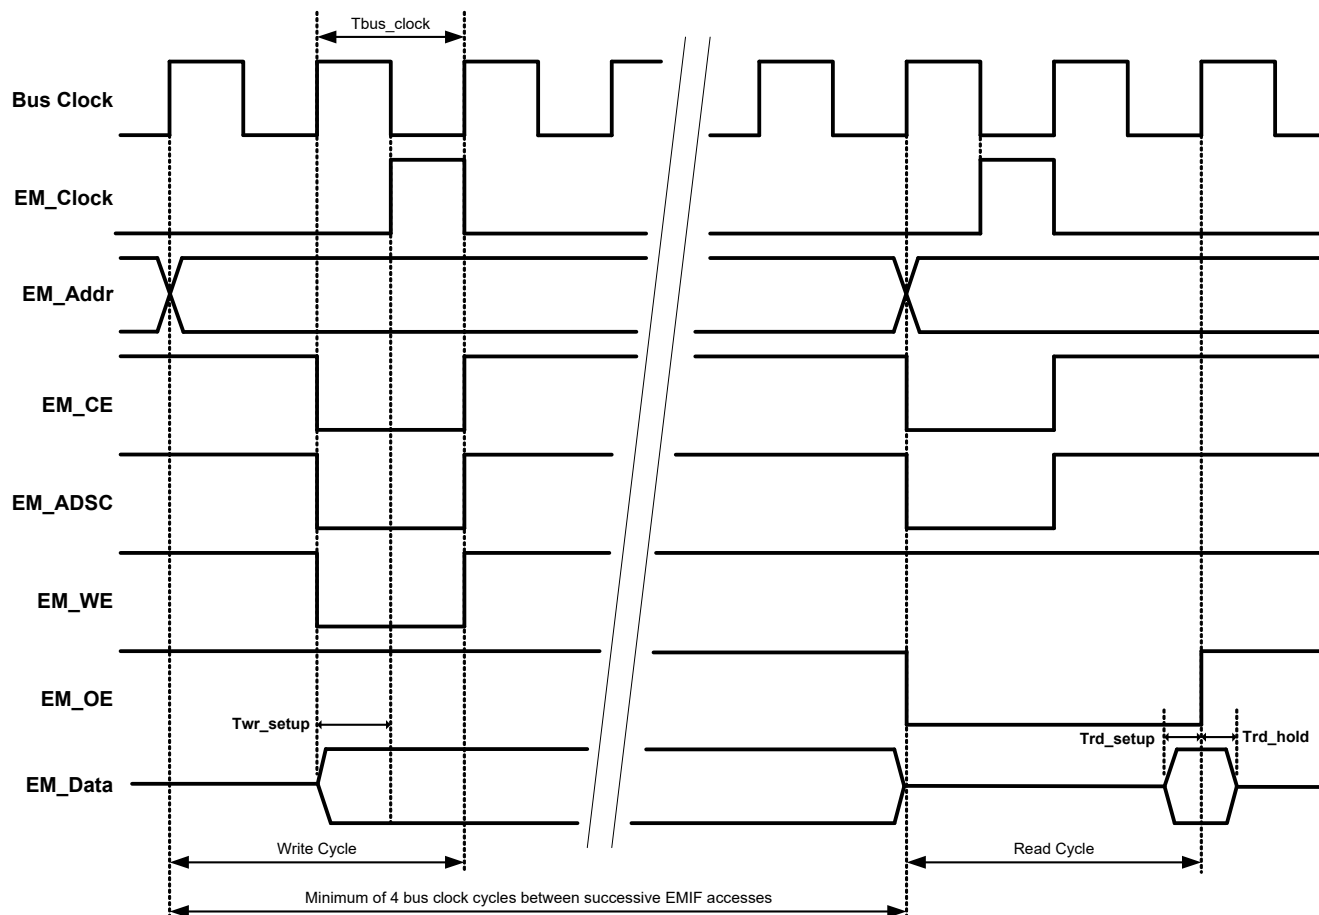 Tbus_clock
Bus Clock
EM_Clock
EM_Addr
EM_CE
EM_ADSC
EM_WE
EM_OE
Twr_setup
Trd_setup
Trd_hold
EM_Data
Write Cycle
Read Cycle
Minimum of 4 bus clock cycles between successive EMIF accesses